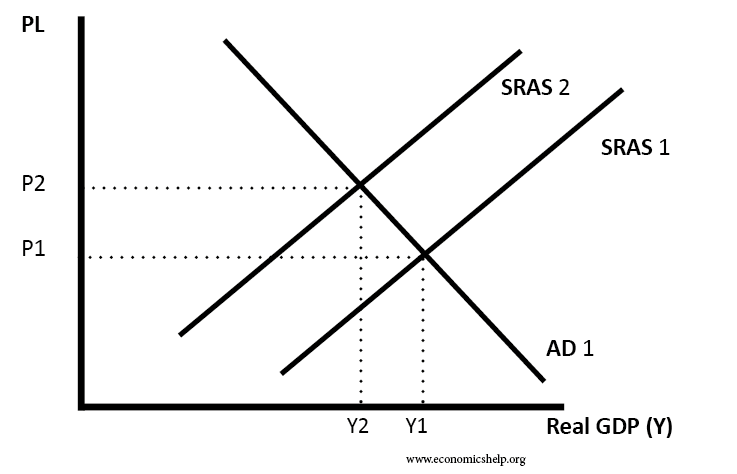 PL
SRAS 2
SRAS 1
P2
P1
AD 1
Y2 Y1
Real GDP (Y)
www.economicshelp.org